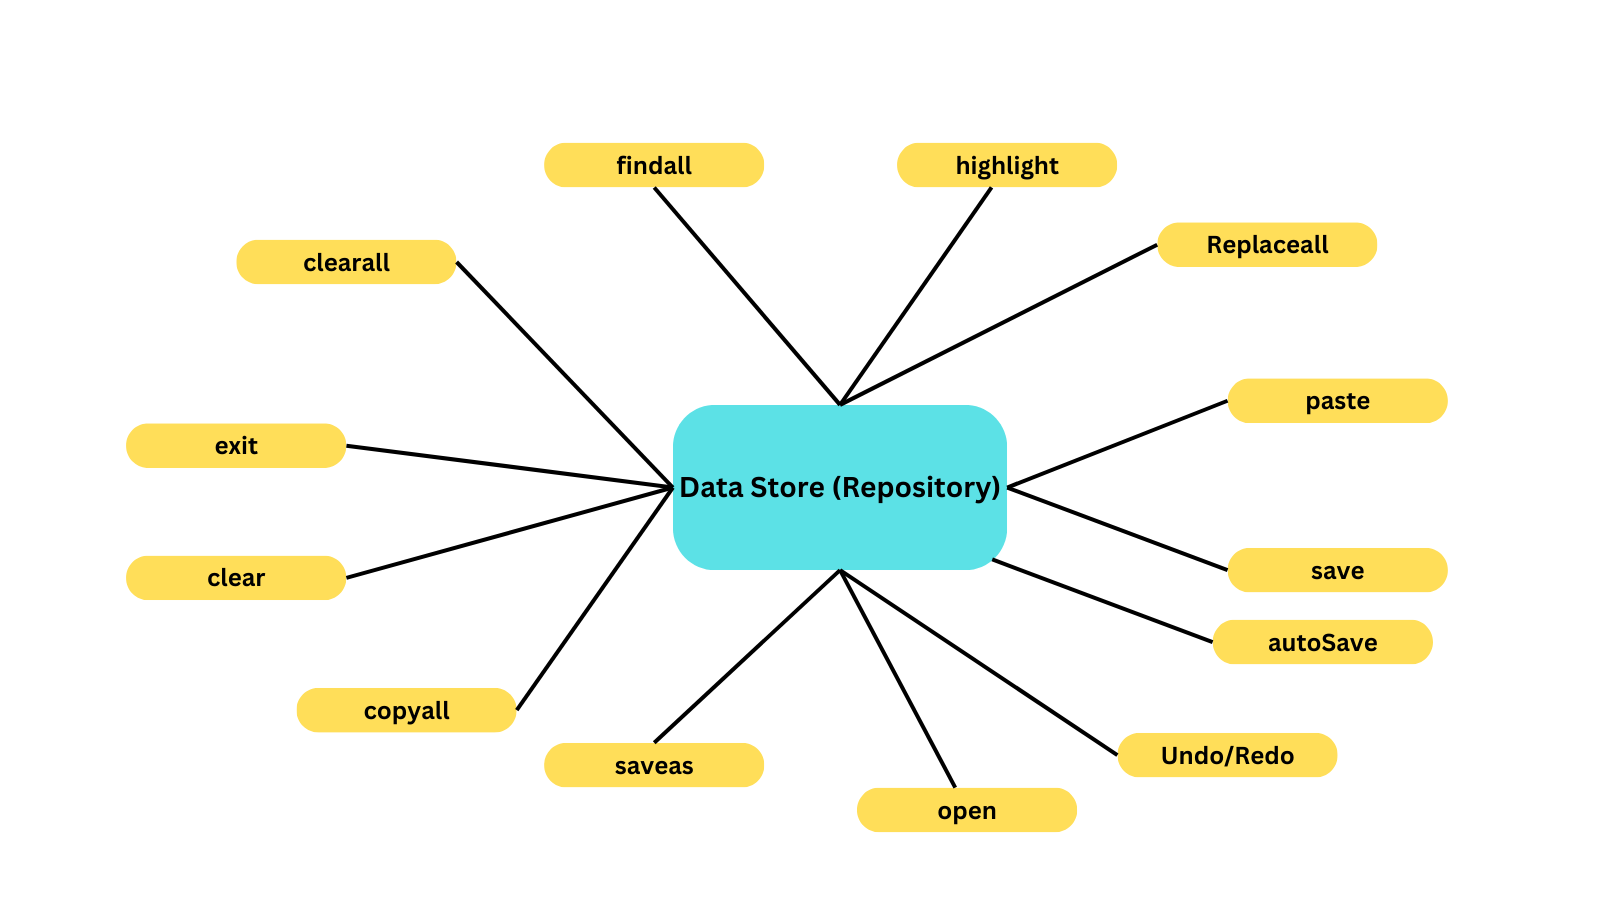 findall
highlight
Replaceall
clearall
paste
exit
Data Store (Repository)
clear
save
autoSave
copyall
saveas
Undo/Redo
open